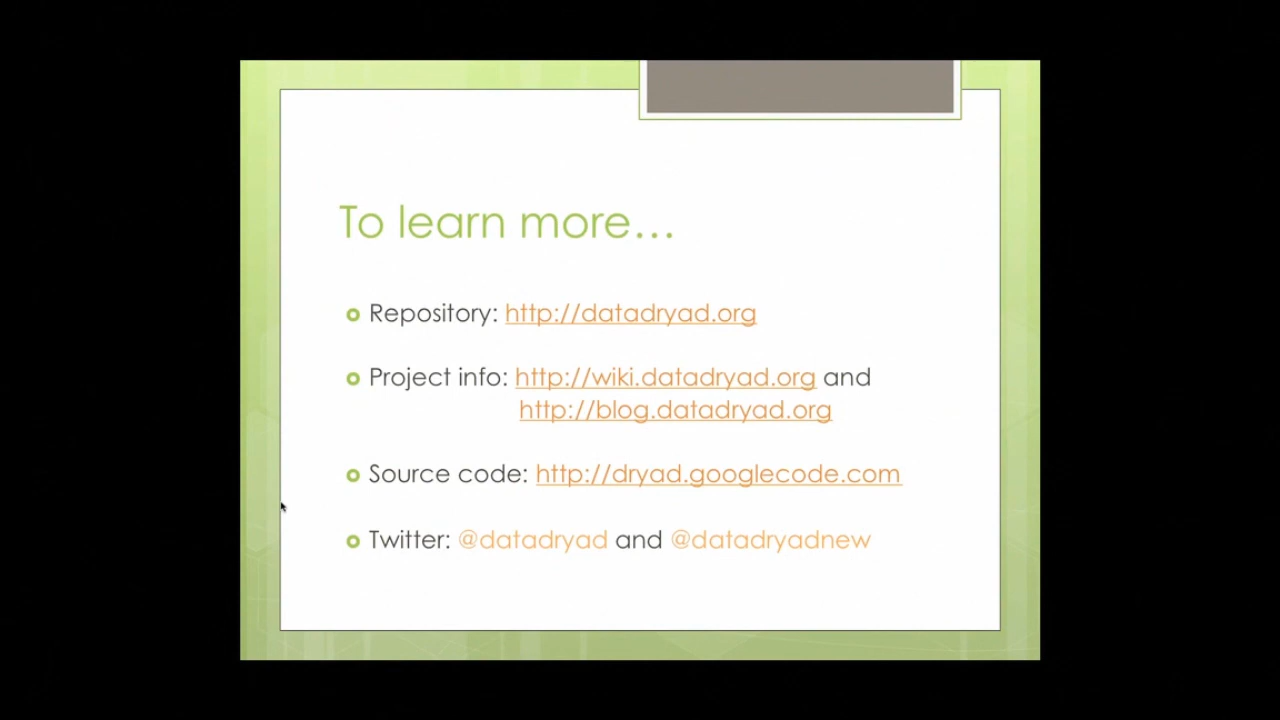 To learn more...
Repository: http://datadryad.org
Project info: http://wiki.datadryad.org and
http://blog.datadryad.org
Source code: http://dryad.googlecode.com
Twitter: @datadryad and @datadryadnew